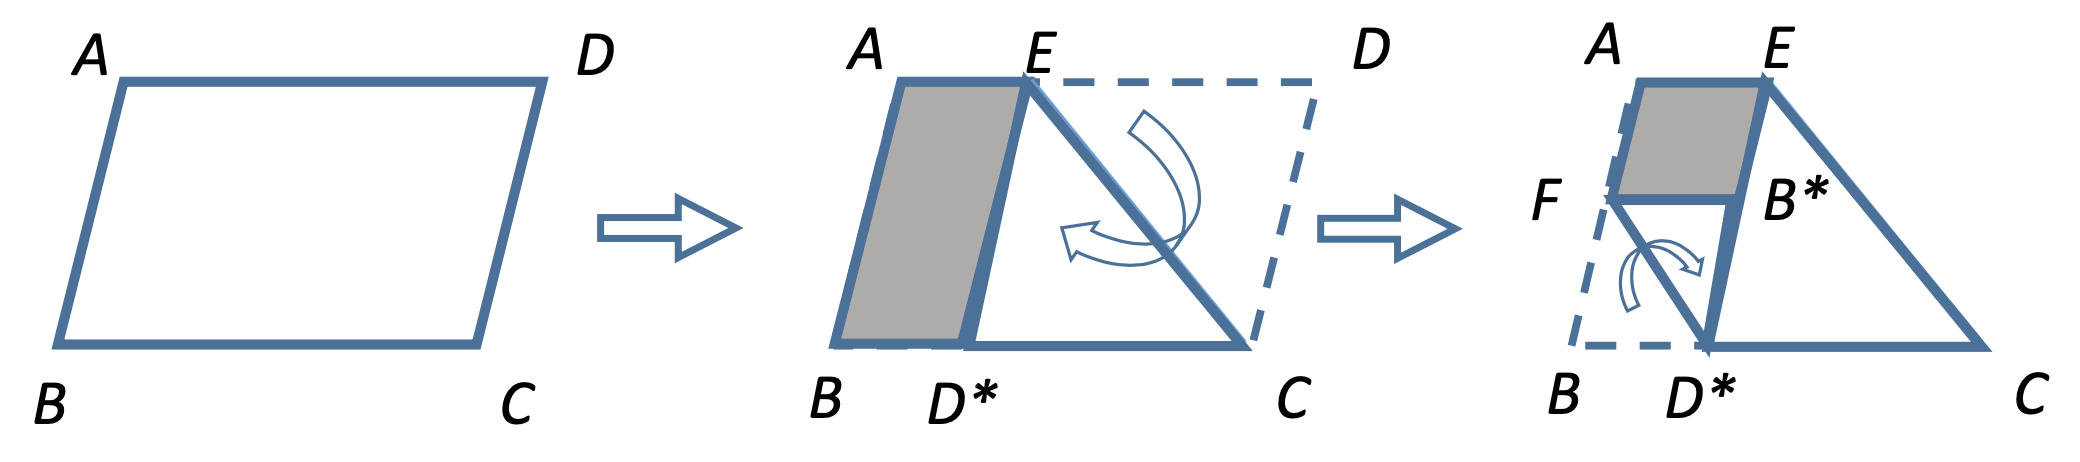 A D
B C
A E D
B D* C
A E
F B*
B D* C